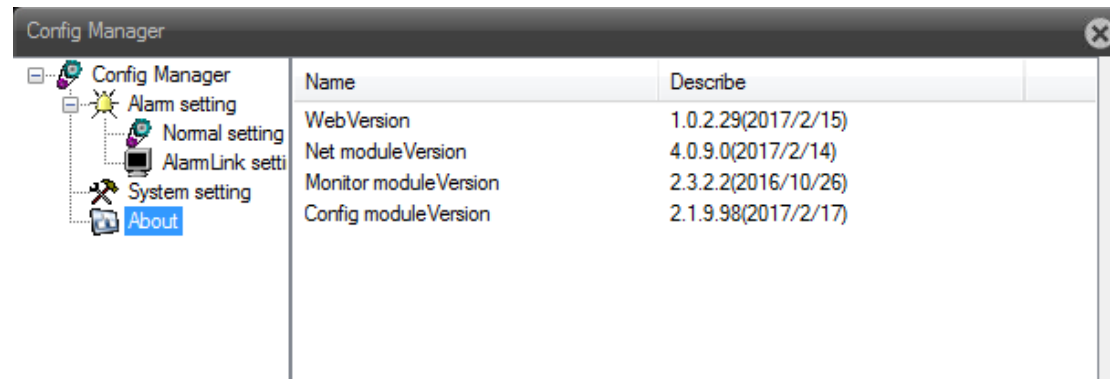 Config Manager
Config Manager
Alarm setting
Normal setting
AlarmLink setti
System setting
About
Name Describe
WebVersion 1.0.2.29(2017/2/15)
Net moduleVersion 4.0.9.0(2017/2/14)
Monitor moduleVersion 2.3.2.2(2016/10/26)
Config moduleVersion 2.1.9.98(2017/2/17)